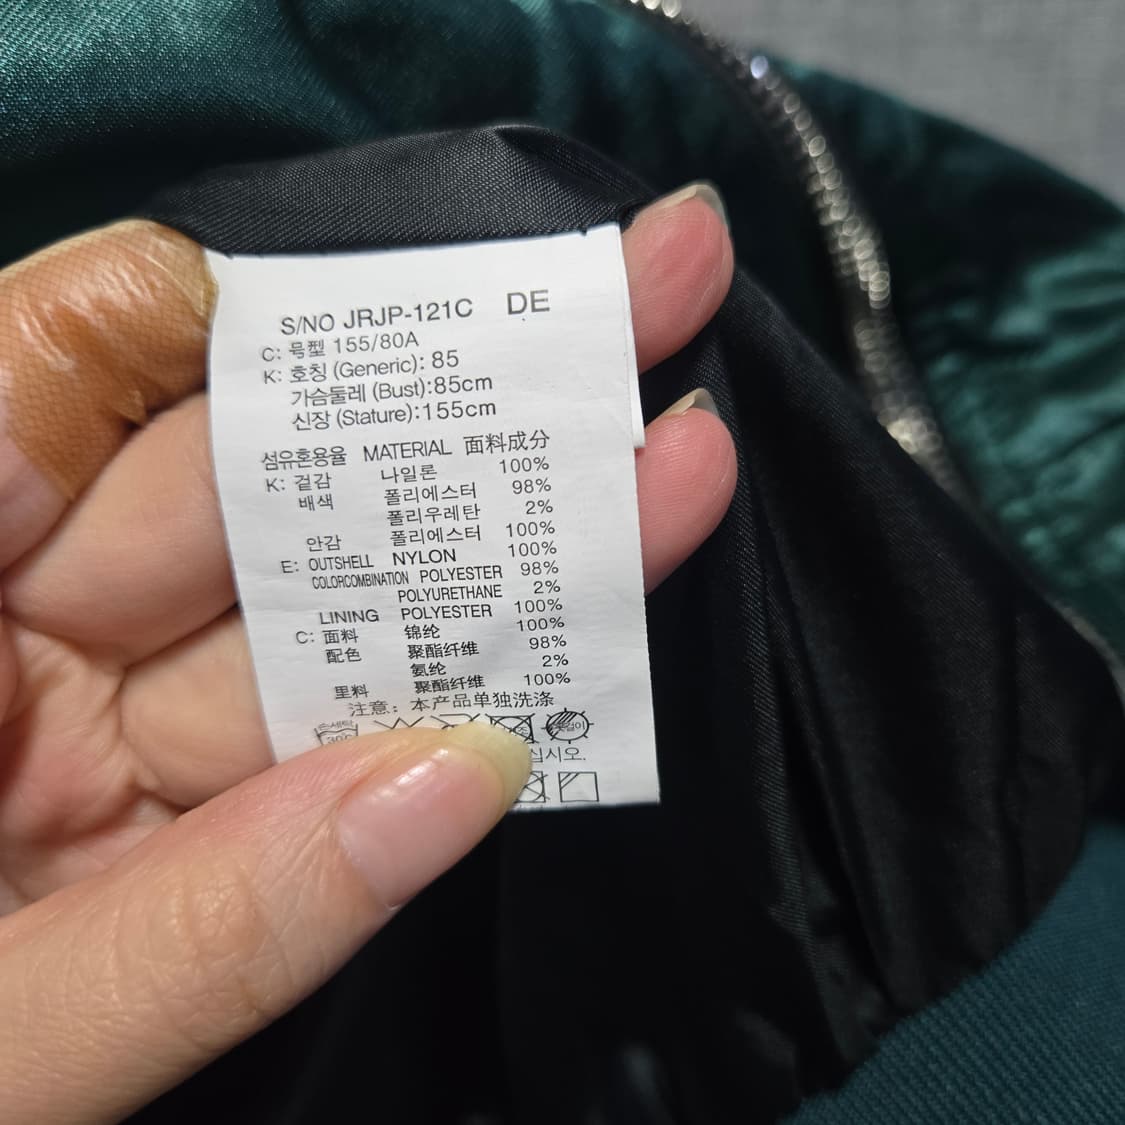 S/NO JRJP-121C DE
C: 号型 155/80A
K: 호칭 (Generic): 85
가슴둘레 (Bust):85cm
신장 (Stature):155cm
섬유혼용율 MATERIAL 面料成分
K: 겉감 나일론 100%
배색 폴리에스터 98%
폴리우레탄 2%
안감 폴리에스터 100%
E: OUTSHELL NYLON 100%
COLORCOMBINATION POLYESTER 98%
POLYURETHANE 2%
LINING POLYESTER 100%
C: 面料 锦纶 100%
配色 聚酯纤维 98%
氨纶 2%
里料 聚酯纤维 100%
注意: 本产品单独洗涤
십시오.